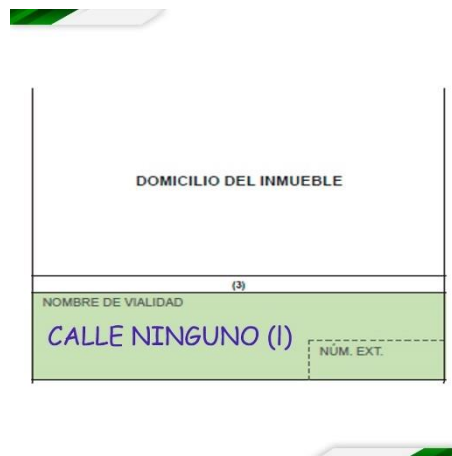 DOMICILIO DEL INMUEBLE
(3)
NOMBRE DE VIALIDAD
CALLE NINGUNO (l)
NÚM. EXT.